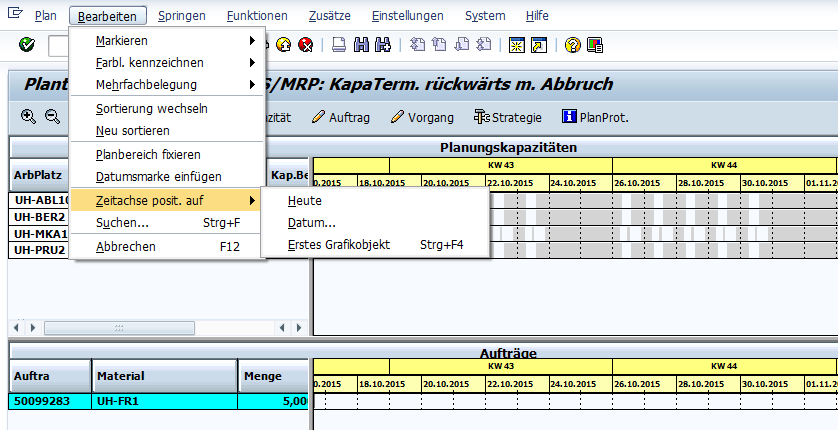 Plan Bearbeiten Springen Funktionen Zusätze Einstellungen System Hilfe
Markieren
Farbl. kennzeichnen
Mehrfachbelegung
Sortierung wechseln
Neu sortieren
Planbereich fixieren
Datumsmarke einfügen
Zeitachse posit. auf
Suchen... Strg+F
Abbrechen F12
Heute
Datum...
Erstes Grafikobjekt Strg+F4
Plant S/MRP: KapaTerm. rückwärts m. Abbruch
zität Auftrag Vorgang Strategie PlanProt.
Planungskapazitäten
ArbPlatz Kap.Be
KW 43 KW 44
0.2015 18.10.2015 20.10.2015 22.10.2015 24.10.2015 26.10.2015 28.10.2015 30.10.2015 01.11.2
UH-ABL10
UH-BER2
UH-MKA1
UH-PRU2
Aufträge
Auftra Material Menge
KW 43 KW 44
0.2015 18.10.2015 20.10.2015 22.10.2015 24.10.2015 26.10.2015 28.10.2015 30.10.2015 01.11.2
50099283 UH-FR1 5,00